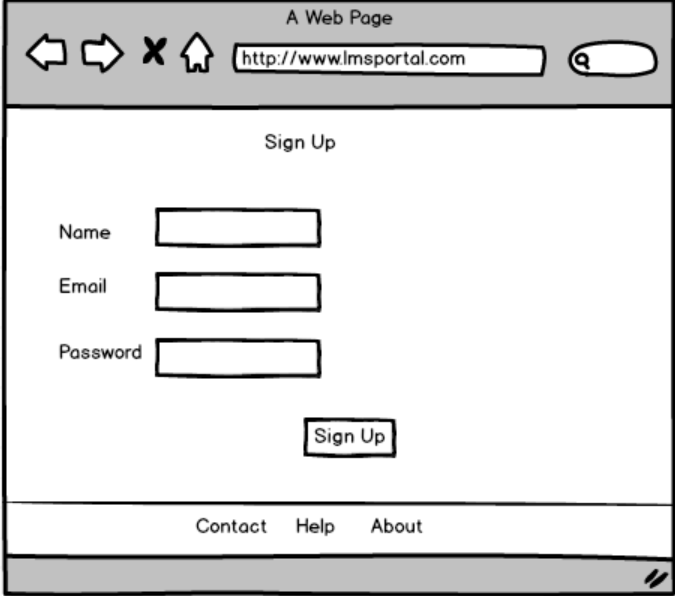 A Web Page
http://www.lmsportal.com
Sign Up
Name
Email
Password
Sign Up
Contact Help About